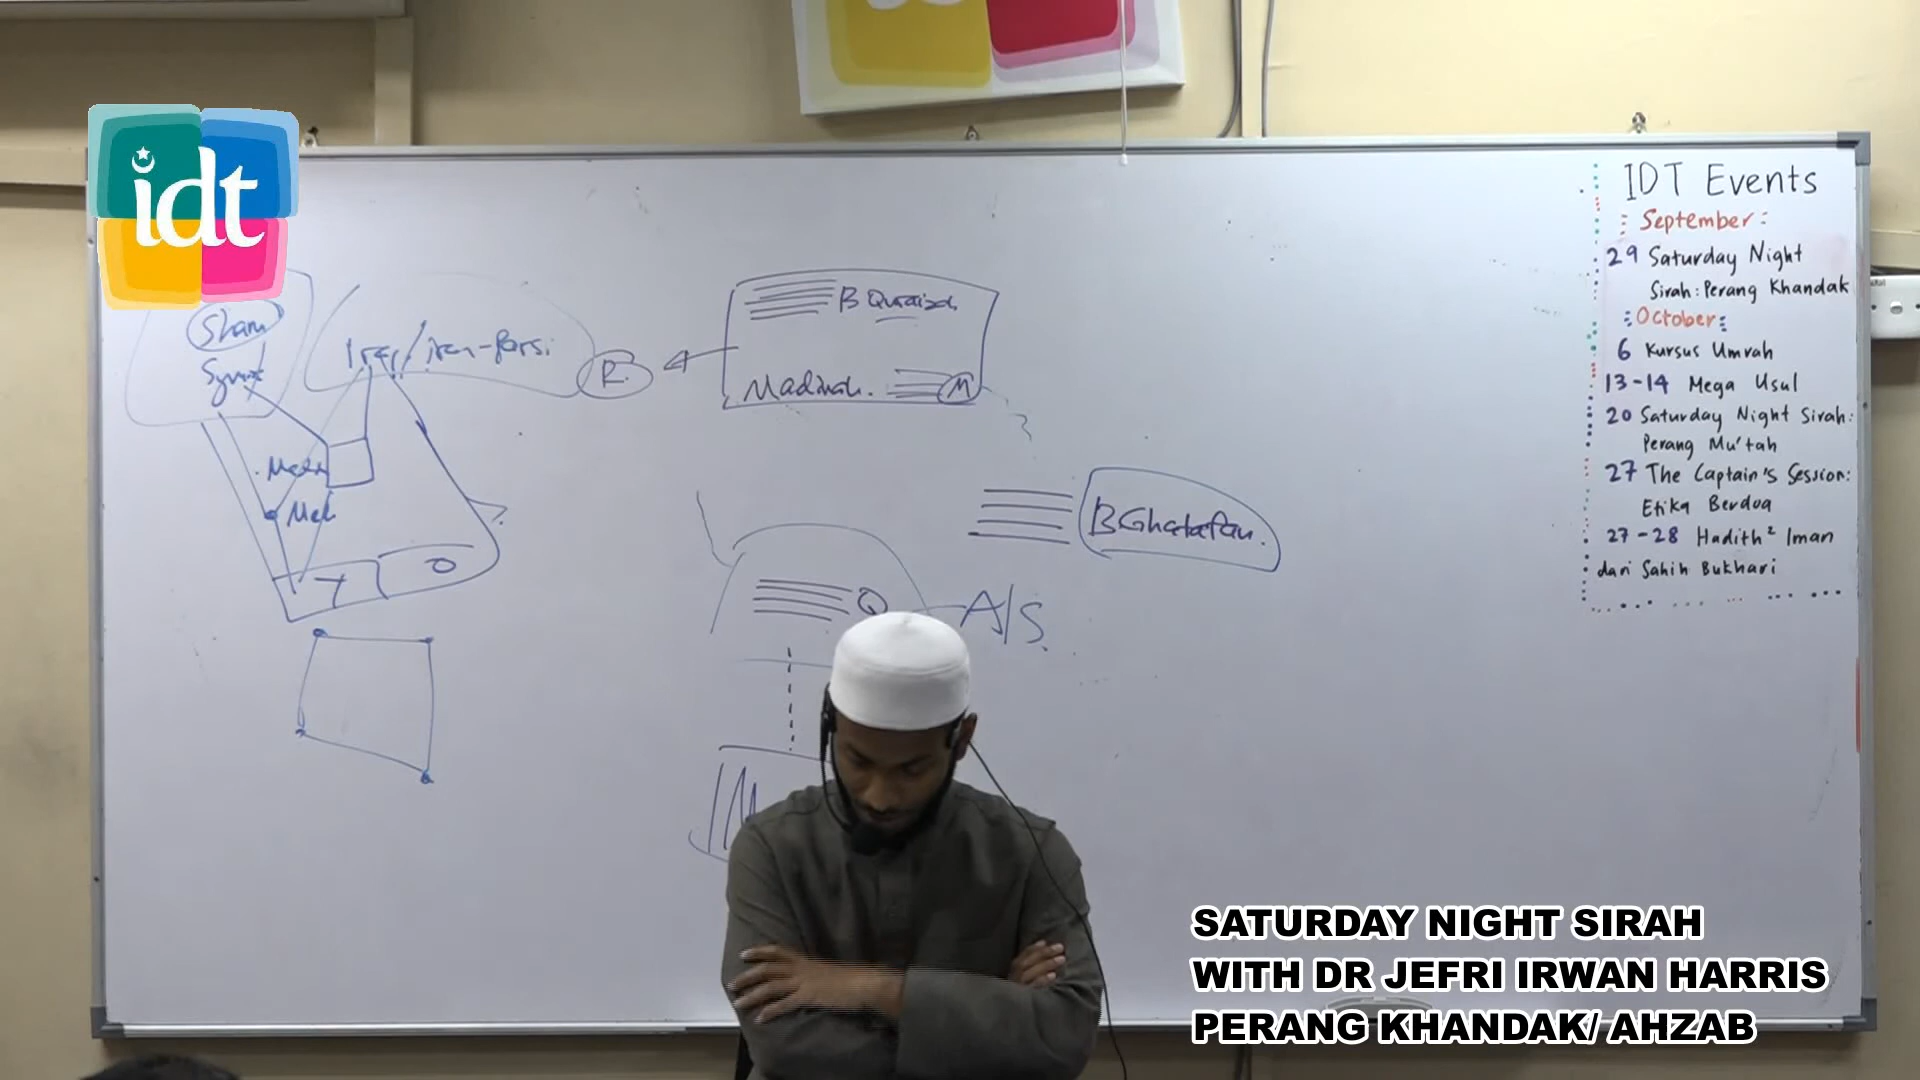 idt
Sham
Iraq/iran-Parsi
R.
B Quraizah
Madinah.
M
Mad
Mek
Y
O
B Ghatafan.
Q
A/S.
M
IDT Events
September:
29 Saturday Night
Sirah: Perang Khandak
October:
6 Kursus Umrah
13-14 Mega Usul
20 Saturday Night Sirah:
Perang Mu'tah
27 The Captain's Session:
Etika Berdoa
27-28 Hadith² Iman
dari Sahih Bukhari
SATURDAY NIGHT SIRAH
WITH DR JEFRI IRWAN HARRIS
PERANG KHANDAK/ AHZAB